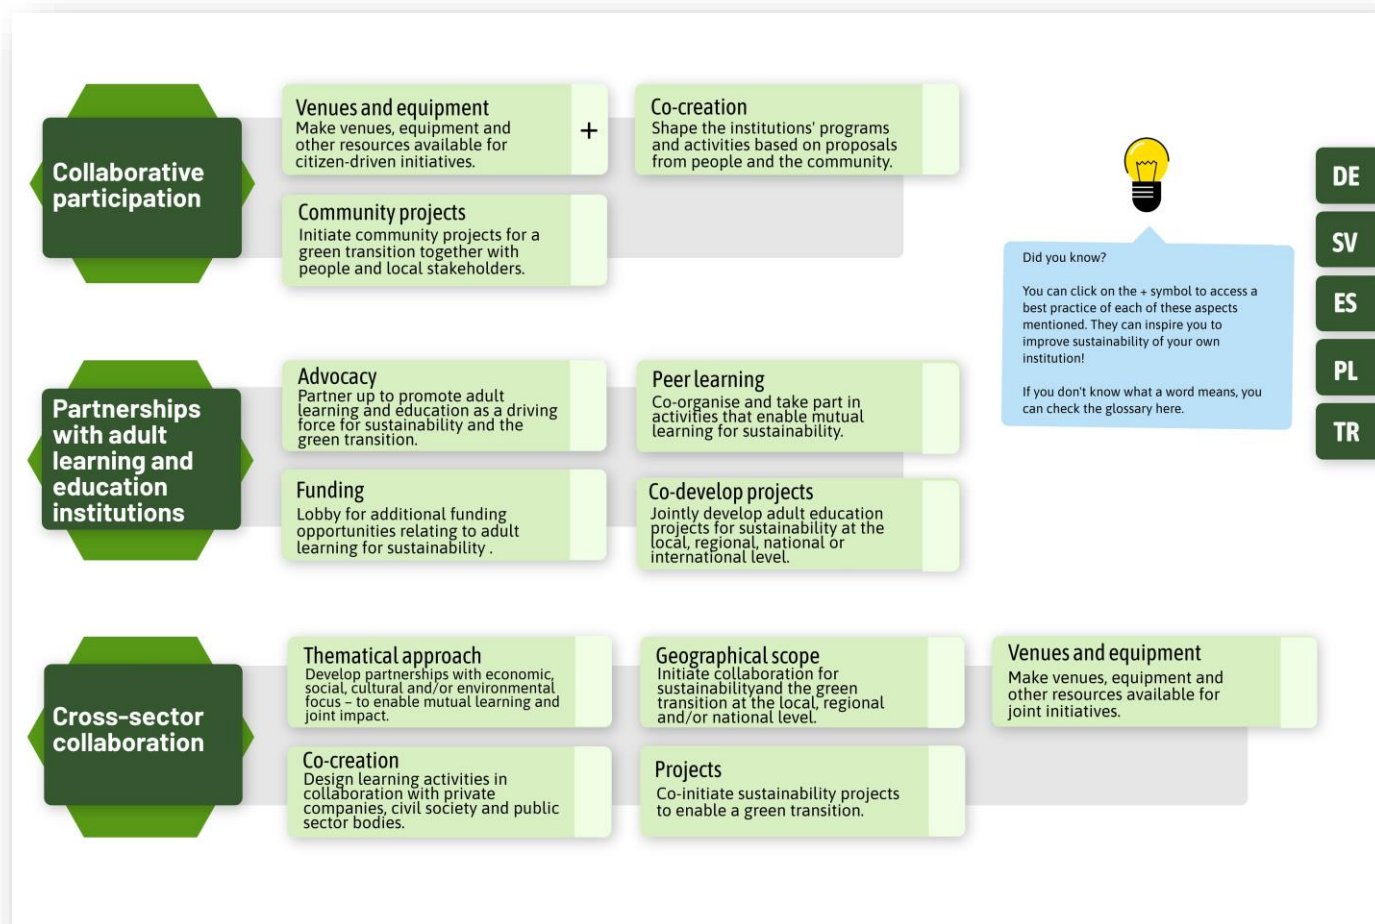 Collaborative
participation
Venues and equipment
Make venues, equipment and
other resources available for
citizen-driven initiatives.
+
Co-creation
Shape the institutions' programs
and activities based on proposals
from people and the community.
Community projects
Initiate community projects for a
green transition together with
people and local stakeholders.
Did you know?
You can click on the + symbol to access a
best practice of each of these aspects
mentioned. They can inspire you to
improve sustainability of your own
institution!
If you don't know what a word means, you
can check the glossary here.
DE
SV
ES
PL
TR
Partnerships
with adult
learning and
education
institutions
Advocacy
Partner up to promote adult
learning and education as a driving
force for sustainability and the
green transition.
Peer learning
Co-organise and take part in
activities that enable mutual
learning for sustainability.
Funding
Lobby for additional funding
opportunities relating to adult
learning for sustainability .
Co-develop projects
Jointly develop adult education
projects for sustainability at the
local, regional, national or
international level.
Cross-sector
collaboration
Thematical approach
Develop partnerships with economic,
social, cultural and/or environmental
focus – to enable mutual learning and
joint impact.
Geographical scope
Initiate collaboration for
sustainabilityand the green
transition at the local, regional
and/or national level.
Venues and equipment
Make venues, equipment and
other resources available for
joint initiatives.
Co-creation
Design learning activities in
collaboration with private
companies, civil society and public
sector bodies.
Projects
Co-initiate sustainability projects
to enable a green transition.